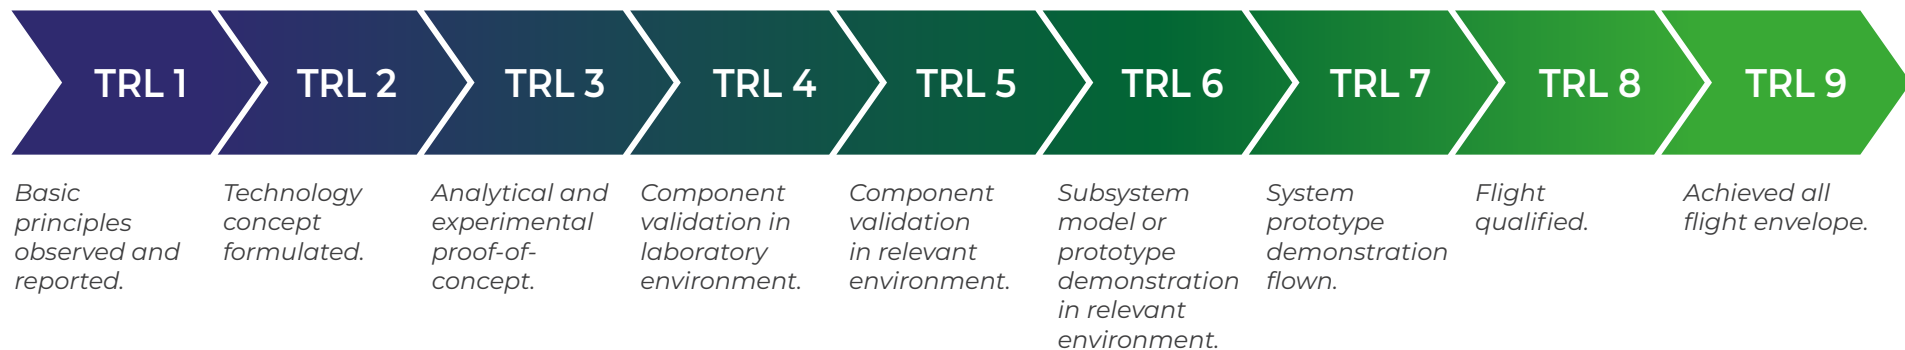 TRL 1
TRL 2
TRL 3
TRL 4
TRL 5
TRL 6
TRL 7
TRL 8
TRL 9
Basic
principles
observed and
reported.
Technology
concept
formulated.
Analytical and
experimental
proof-of-
concept.
Component
validation in
laboratory
environment.
Component
validation
in relevant
environment.
Subsystem
model or
prototype
demonstration
in relevant
environment.
System
prototype
demonstration
flown.
Flight
qualified.
Achieved all
flight envelope.